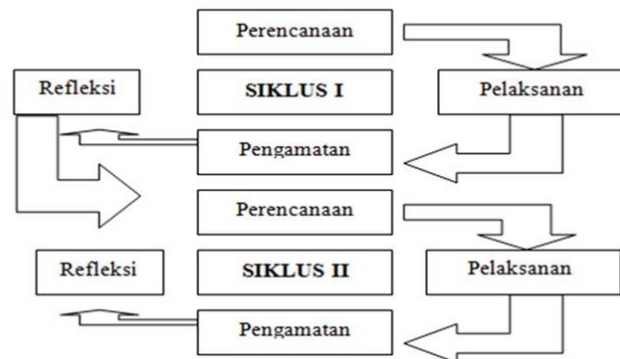 Perencanaan
Refleksi
SIKLUS I
Pelaksanan
Pengamatan
Perencanaan
Refleksi
SIKLUS II
Pelaksanan
Pengamatan